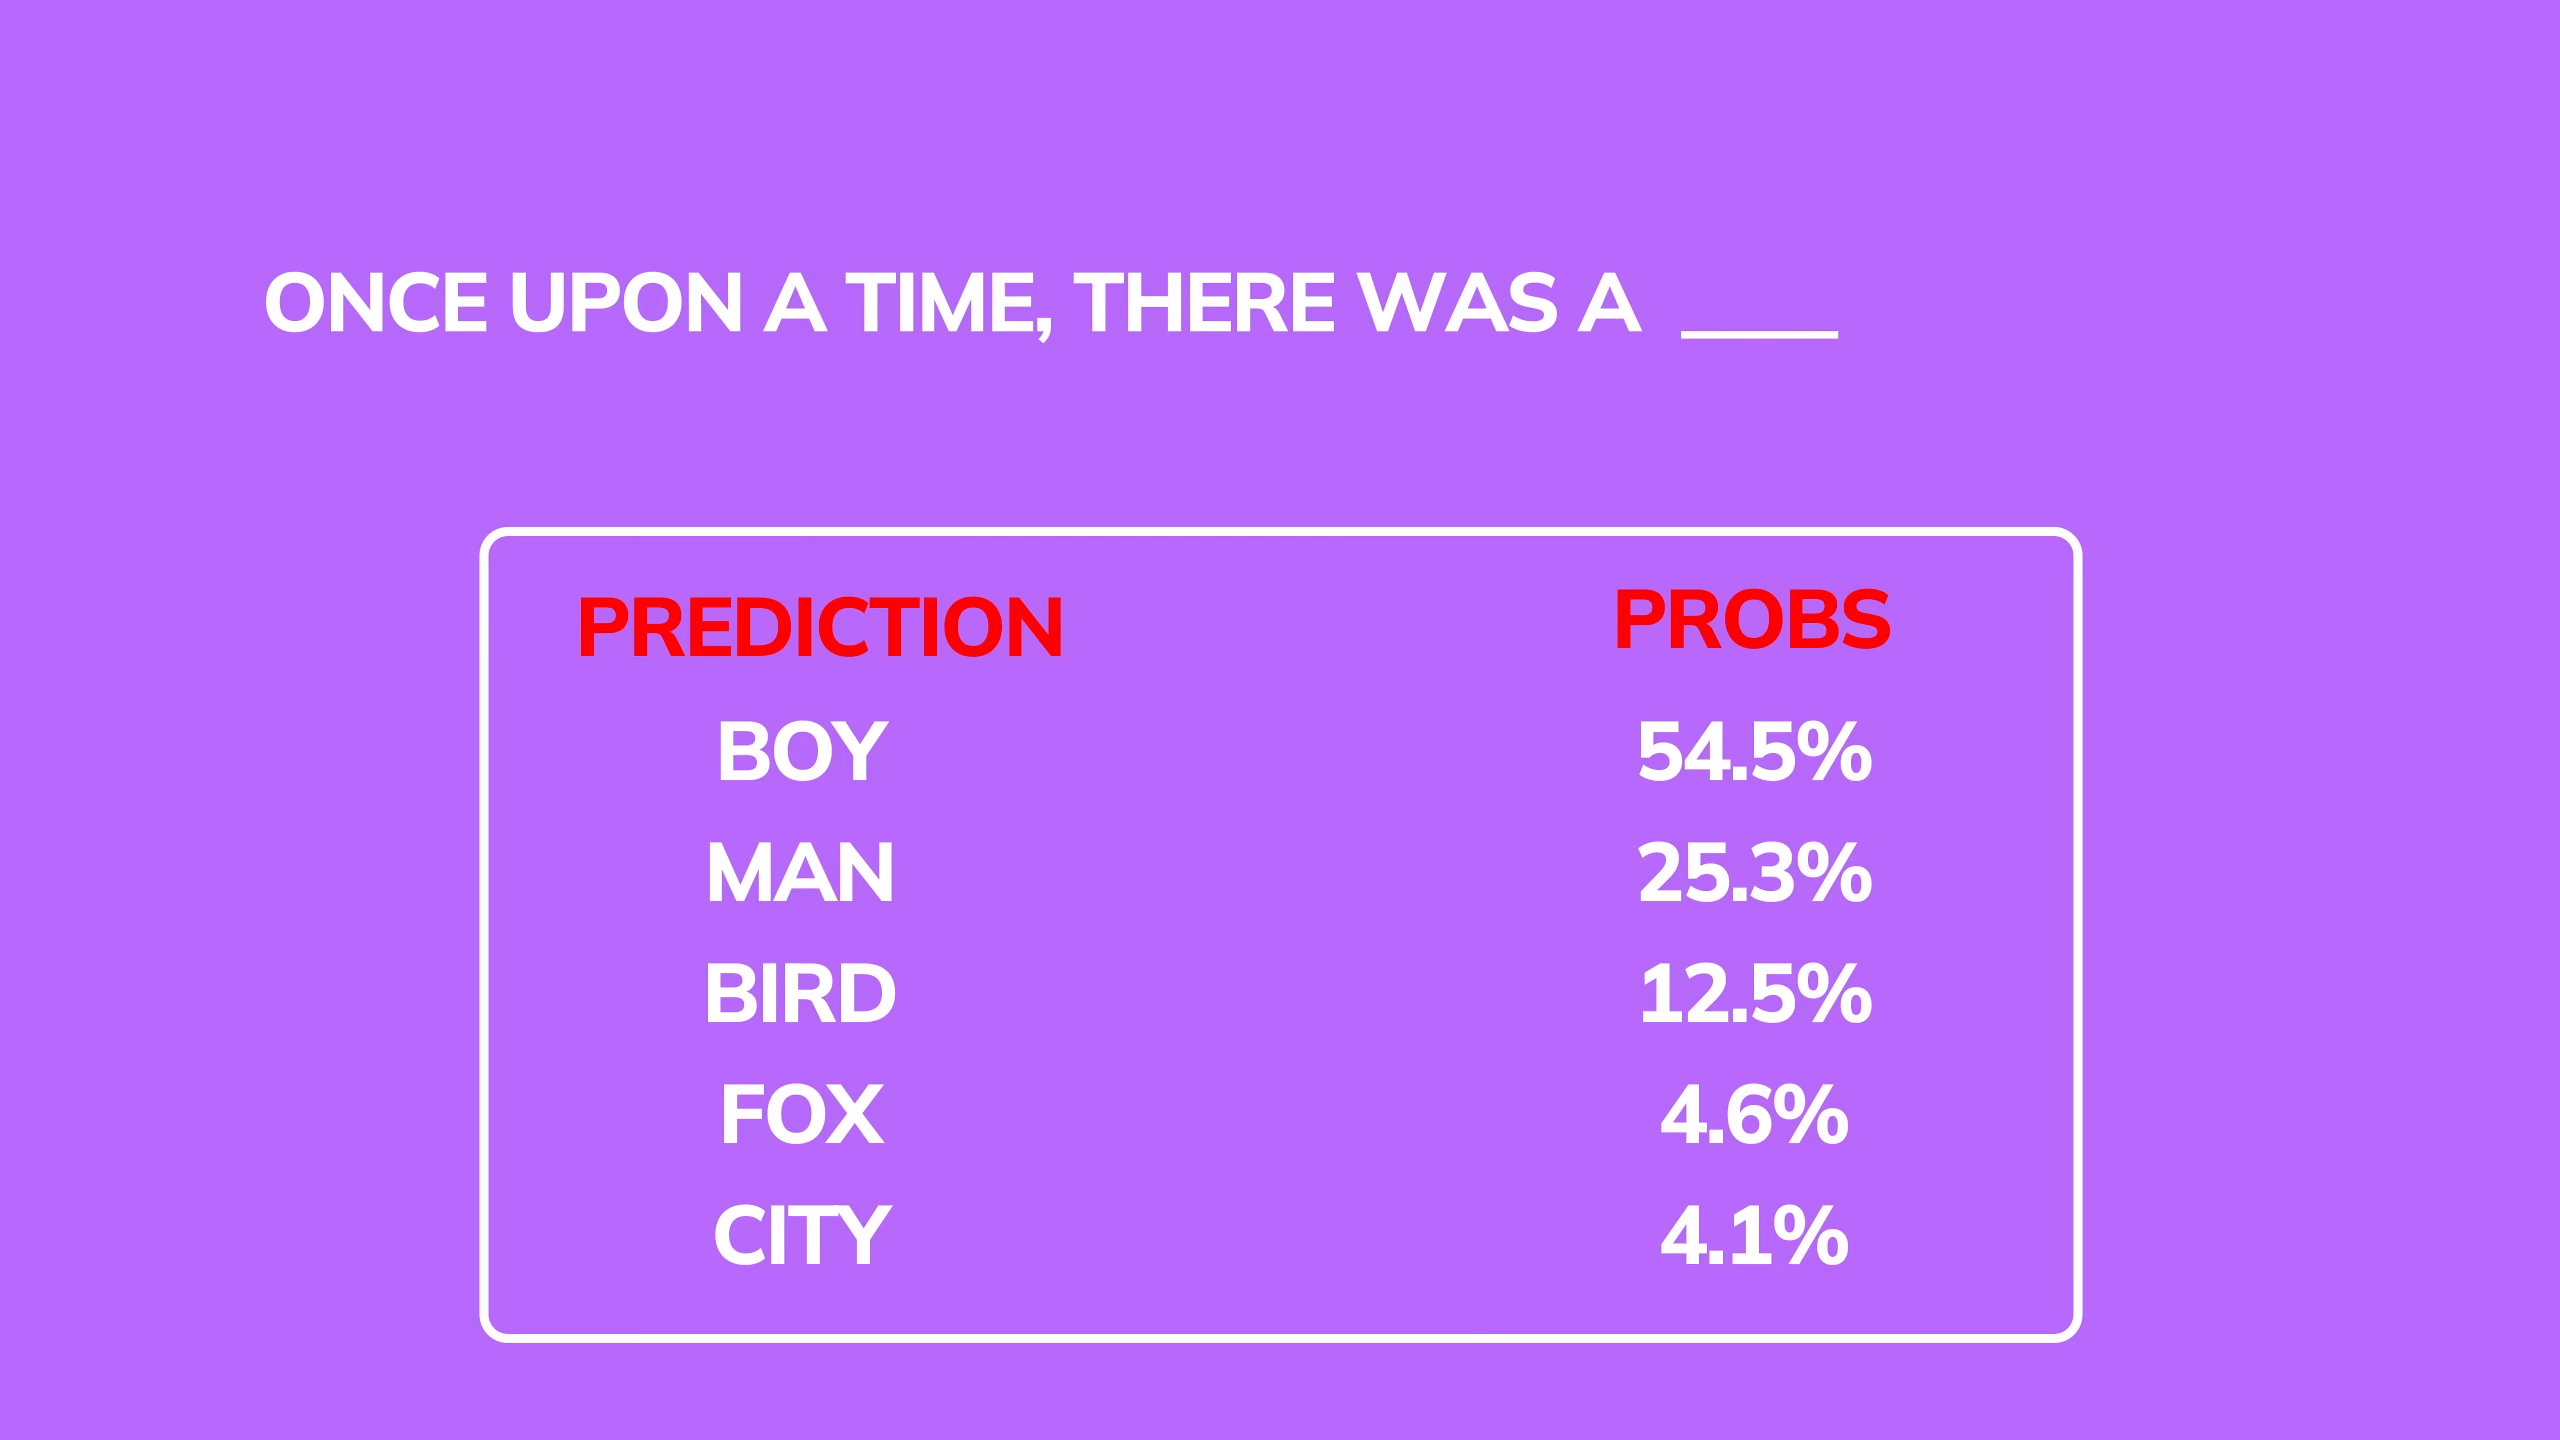 ONCE UPON A TIME, THERE WAS A ____
PREDICTION PROBS
BOY 54.5%
MAN 25.3%
BIRD 12.5%
FOX 4.6%
CITY 4.1%